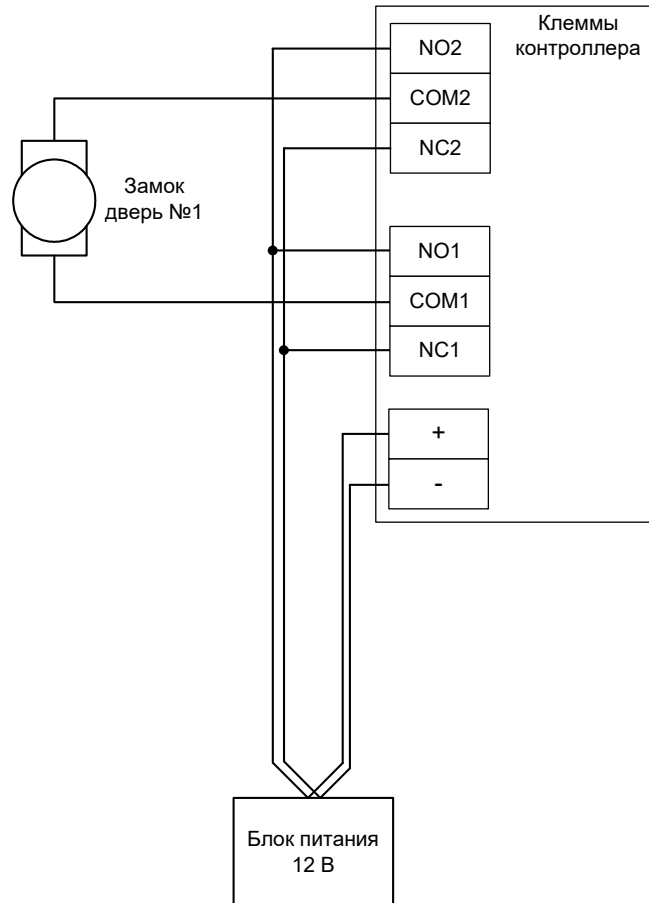 Клеммы
контроллера
NO2
COM2
NC2
Замок
дверь №1
NO1
COM1
NC1
+
-
Блок питания
12 В